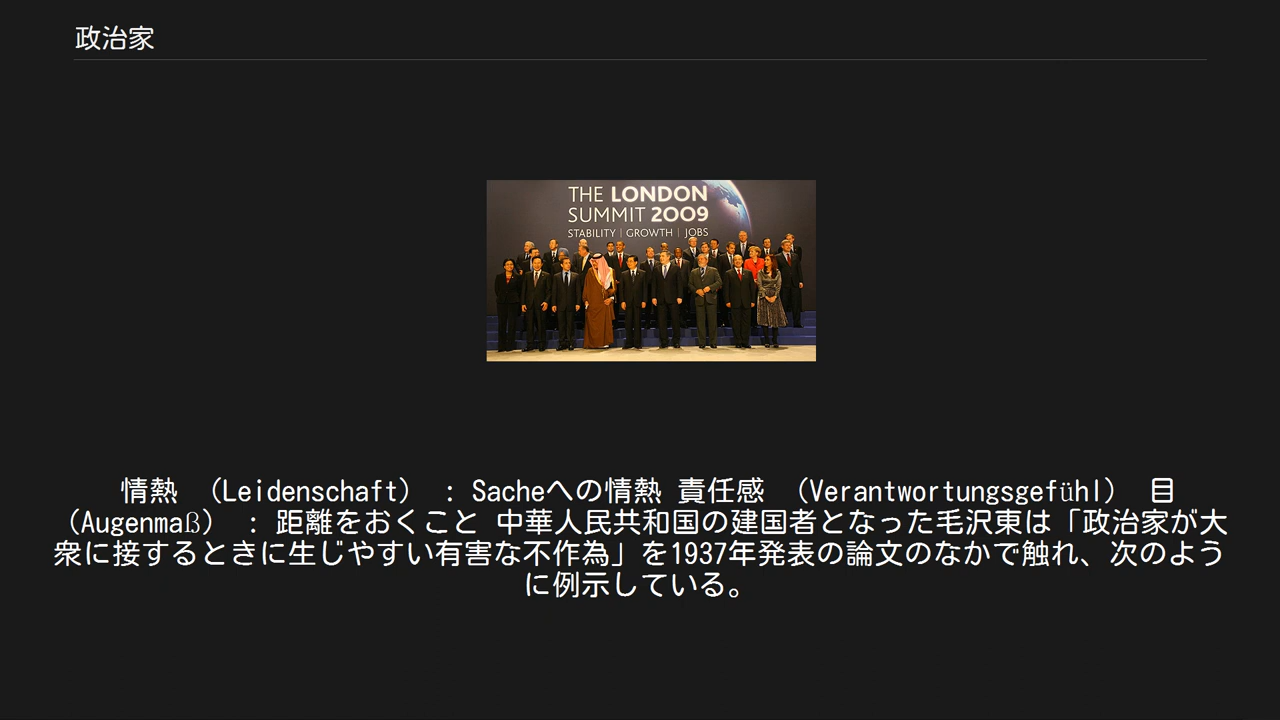 政治家
THE LONDON
SUMMIT 2009
STABILITY | GROWTH | JOBS
情熱 （Leidenschaft） : Sacheへの情熱 責任感 （Verantwortungsgefühl） 目
（Augenmaß） : 距離をおくこと 中華人民共和国の建国者となった毛沢東は「政治家が大
衆に接するときに生じやすい有害な不作為」を1937年発表の論文のなかで触れ、次のよう
に例示している。